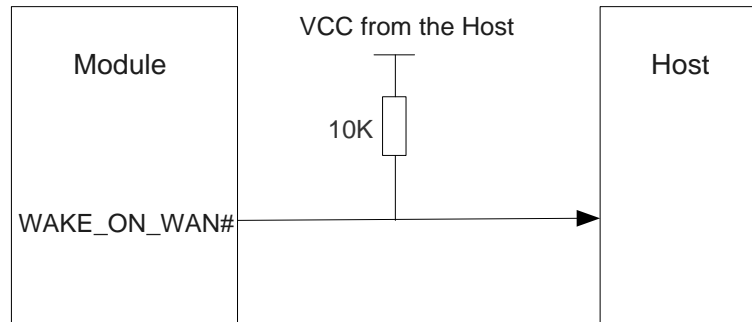 VCC from the Host
Module
Host
10K
WAKE_ON_WAN#